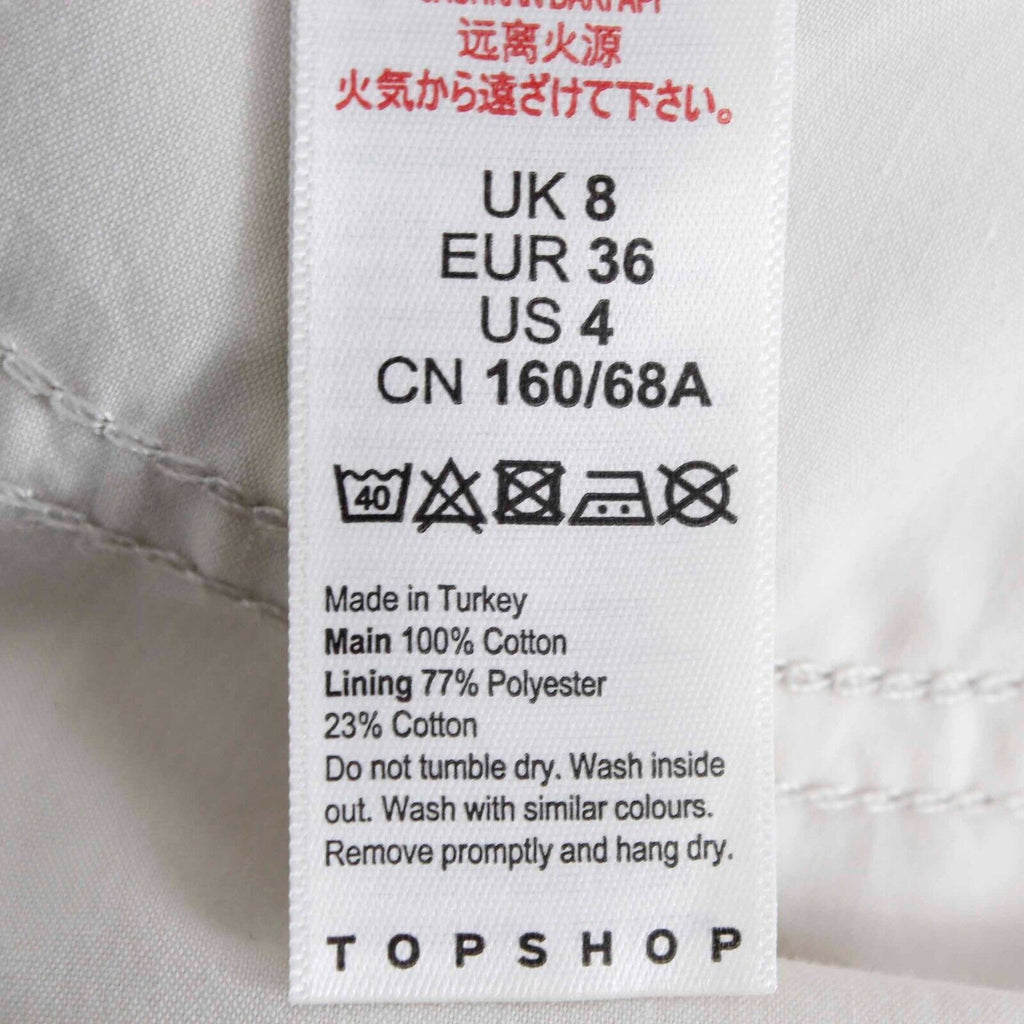 远离火源
火気から遠ざけて下さい。
UK 8
EUR 36
US 4
CN 160/68A
40
Made in Turkey
Main 100% Cotton
Lining 77% Polyester
23% Cotton
Do not tumble dry. Wash inside
out. Wash with similar colours.
Remove promptly and hang dry.
TOPSHOP